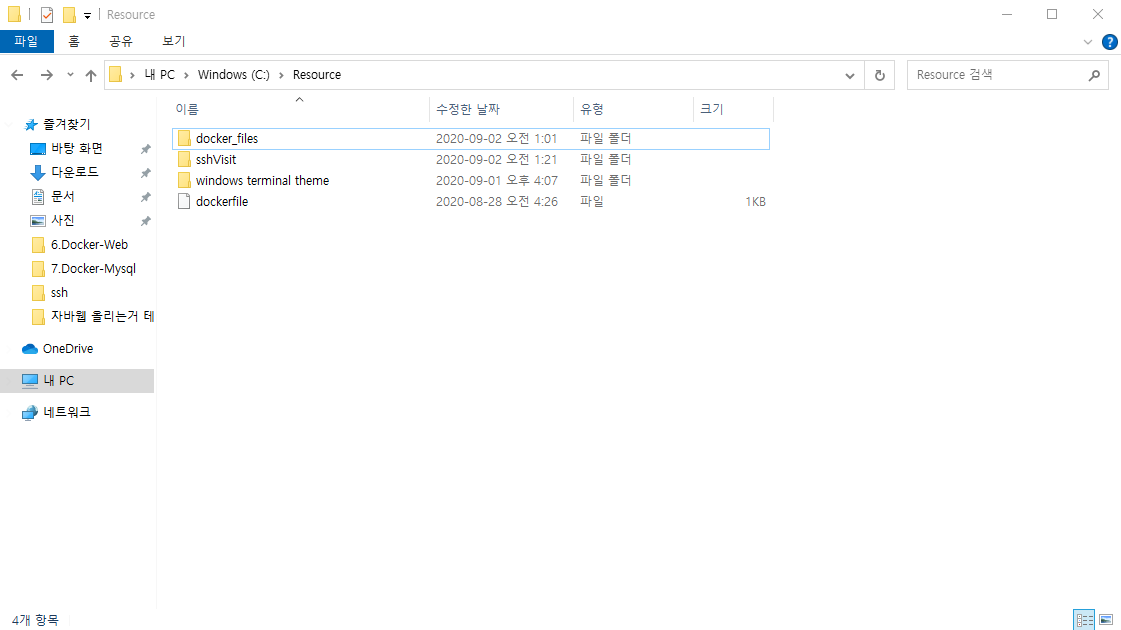 Resource
파일 홈 공유 보기
내 PC > Windows (C:) > Resource
Resource 검색
이름 수정한 날짜 유형 크기
docker_files 2020-09-02 오전 1:01 파일 폴더
sshVisit 2020-09-02 오전 1:21 파일 폴더
windows terminal theme 2020-09-01 오후 4:07 파일 폴더
dockerfile 2020-08-28 오전 4:26 파일 1KB
즐겨찾기
바탕 화면
다운로드
문서
사진
6.Docker-Web
7.Docker-Mysql
ssh
자바웹 올리는거 테
OneDrive
내 PC
네트워크
4개 항목